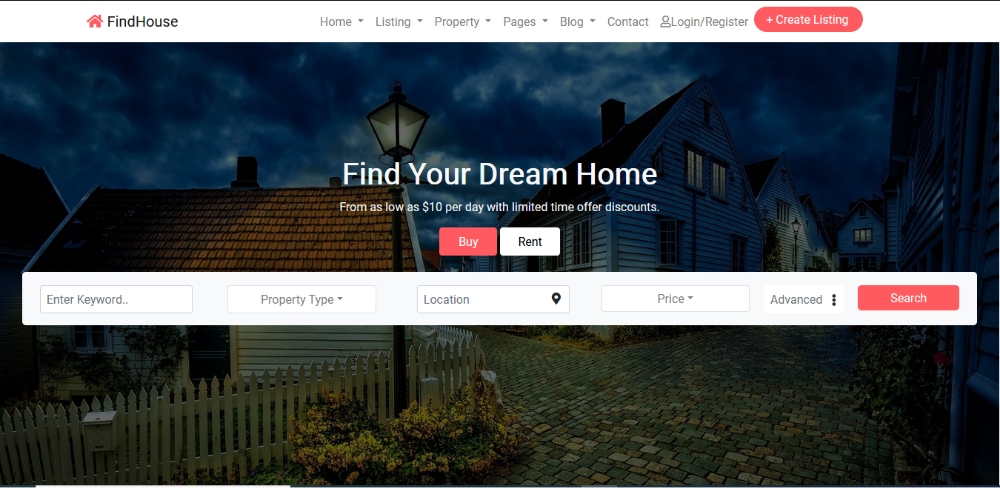 FindHouse
Home Listing Property Pages Blog Contact Login/Register + Create Listing
Find Your Dream Home
From as low as $10 per day with limited time offer discounts.
Buy Rent
Enter Keyword.. Property Type Location Price Advanced Search